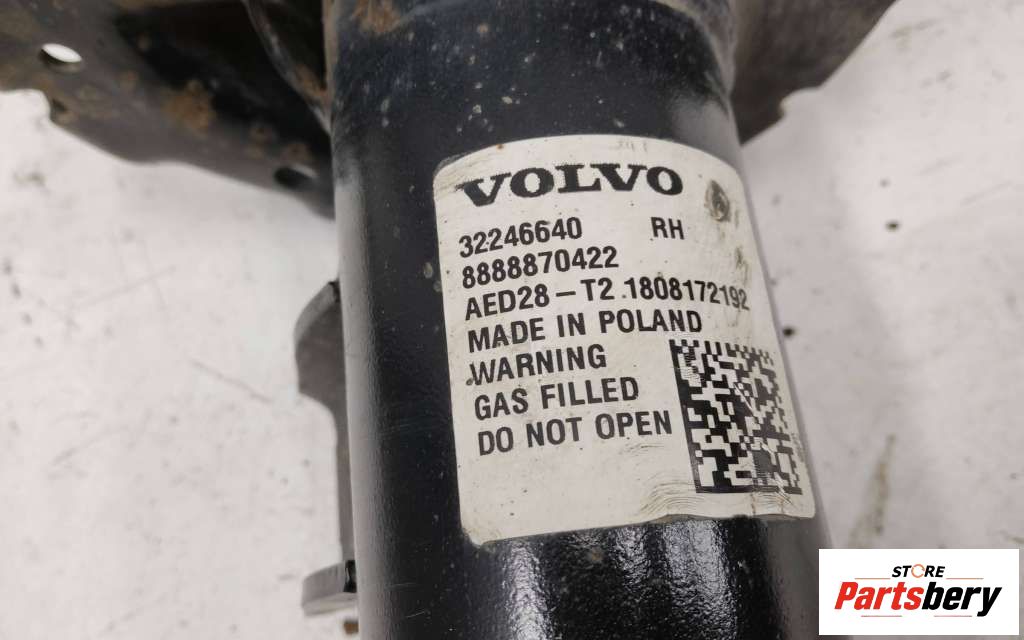 VOLVO
32246640 RH
8888870422
AED28-T2 1808172192
MADE IN POLAND
WARNING
GAS FILLED
DO NOT OPEN
STORE
Partsbery